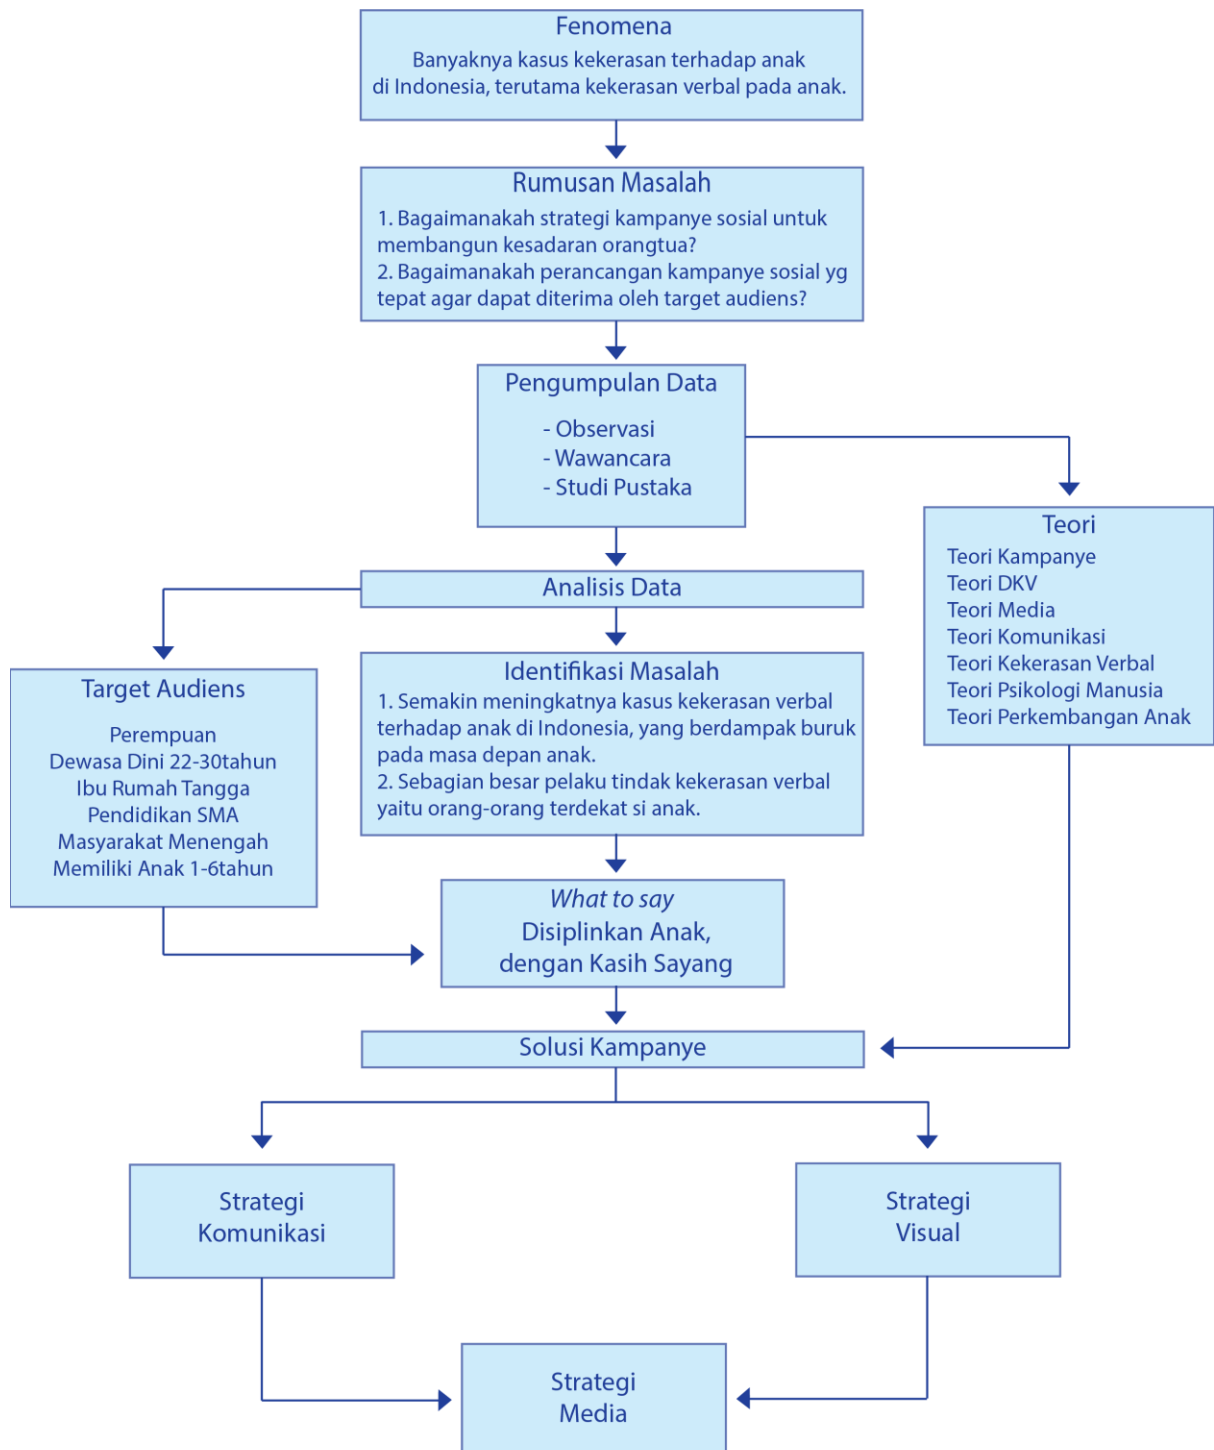 Fenomena
Banyaknya kasus kekerasan terhadap anak
di Indonesia, terutama kekerasan verbal pada anak.
Rumusan Masalah
1. Bagaimanakah strategi kampanye sosial untuk
membangun kesadaran orangtua?
2. Bagaimanakah perancangan kampanye sosial yg
tepat agar dapat diterima oleh target audiens?
Pengumpulan Data
- Observasi
- Wawancara
- Studi Pustaka
Teori
Teori Kampanye
Teori DKV
Teori Media
Teori Komunikasi
Teori Kekerasan Verbal
Teori Psikologi Manusia
Teori Perkembangan Anak
Analisis Data
Target Audiens
Perempuan
Dewasa Dini 22-30tahun
Ibu Rumah Tangga
Pendidikan SMA
Masyarakat Menengah
Memiliki Anak 1-6tahun
Identifikasi Masalah
1. Semakin meningkatnya kasus kekerasan verbal
terhadap anak di Indonesia, yang berdampak buruk
pada masa depan anak.
2. Sebagian besar pelaku tindak kekerasan verbal
yaitu orang-orang terdekat si anak.
What to say
Disiplinkan Anak,
dengan Kasih Sayang
Solusi Kampanye
Strategi
Komunikasi
Strategi
Visual
Strategi
Media